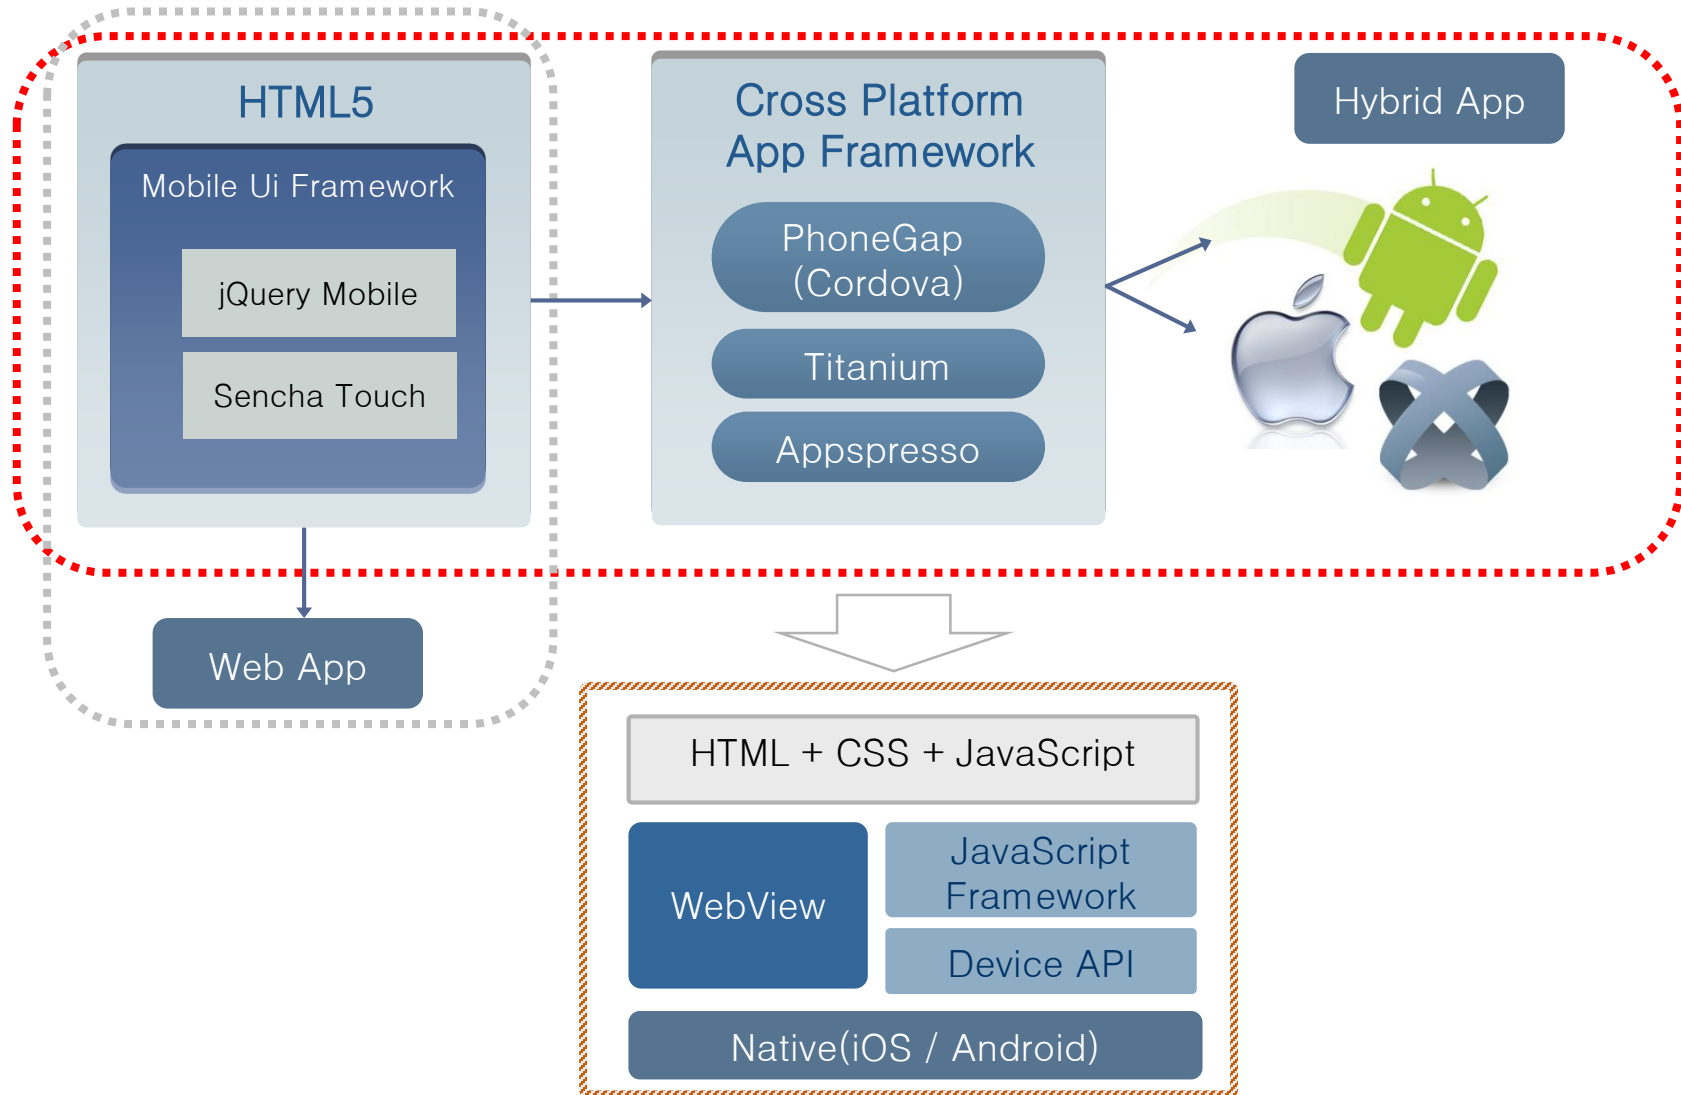 HTML5
Mobile Ui Framework
jQuery Mobile
Sencha Touch
Web App
Cross Platform
App Framework
PhoneGap
(Cordova)
Titanium
Appspresso
Hybrid App
HTML + CSS + JavaScript
WebView
JavaScript
Framework
Device API
Native(iOS / Android)